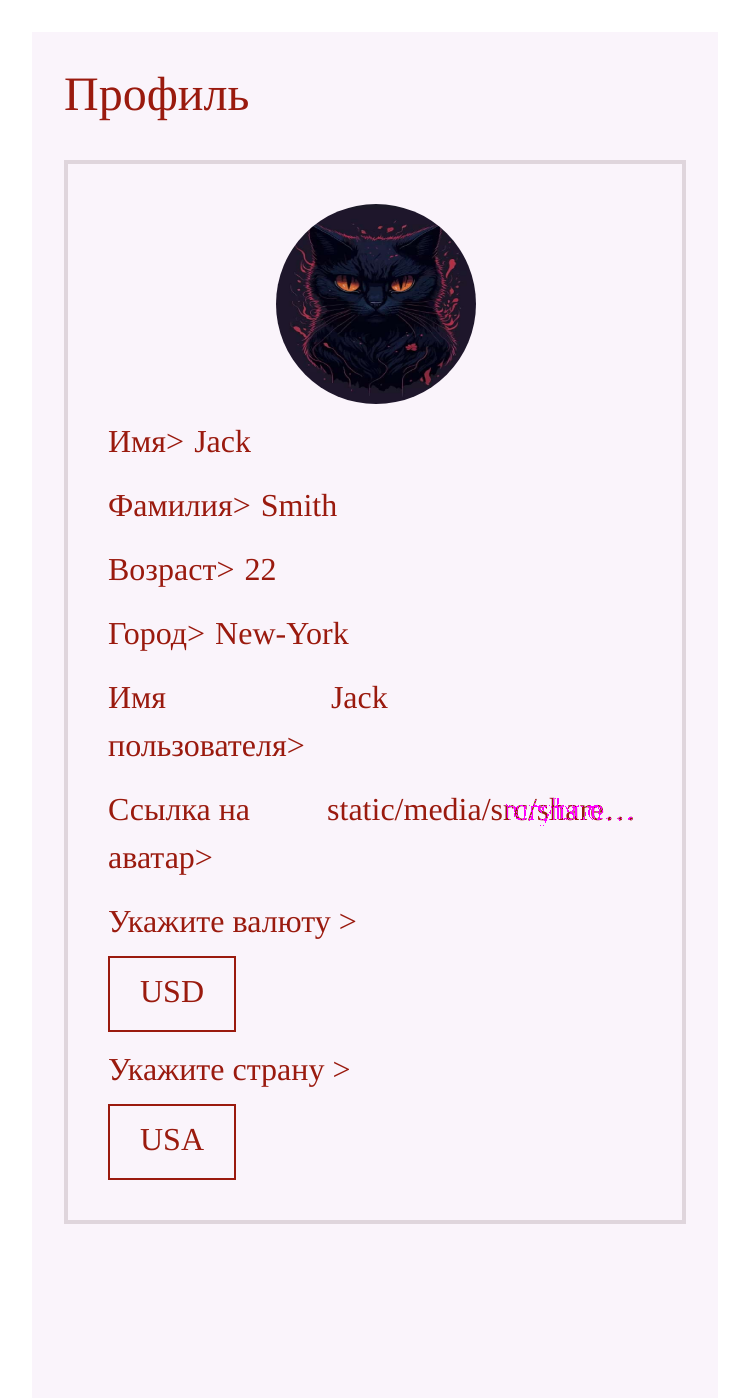 Профиль
Имя> Jack
Фамилия> Smith
Возраст> 22
Город> New-York
Имя Jack
пользователя>
Ссылка на static/media/src/share…
аватар>
Укажите валюту >
USD
Укажите страну >
USA